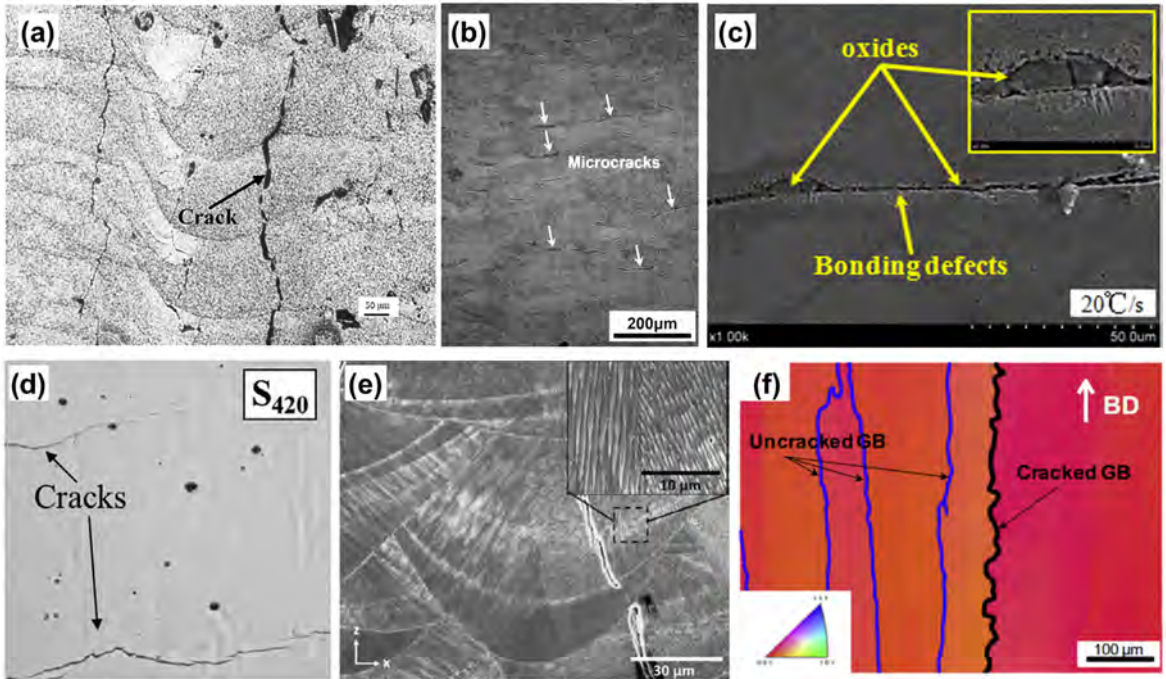 (a)
Crack
50 μm
(b)
Microcracks
200μm
(c)
oxides
Bonding defects
20℃/s
x1.00k
50.0um
(d)
S420
Cracks
(e)
10 μm
z
x
30 μm
(f)
BD
Uncracked GB
Cracked GB
100 μm